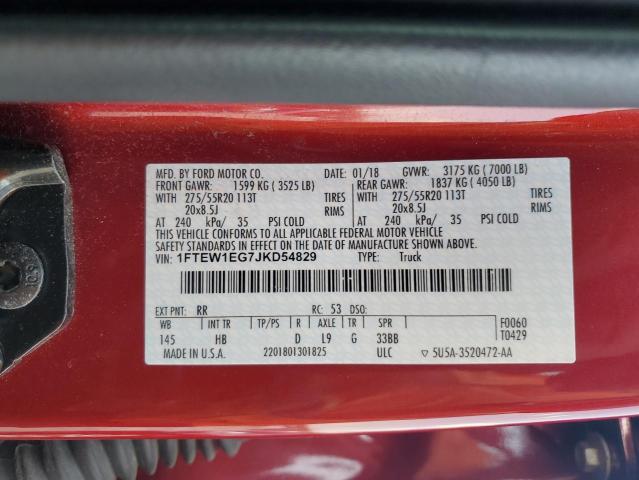 MFD. BY FORD MOTOR CO. DATE: 01/18 GVWR: 3175 KG ( 7000 LB)
FRONT GAWR: 1599 KG ( 3525 LB) REAR GAWR: 1837 KG ( 4050 LB)
275/55R20 113T TIRES 275/55R20 113T TIRES
20x8.5J RIMS 20x8.5J RIMS
AT 240 kPa/ 35 PSI COLD AT 240 kPa/ 35 PSI COLD
THIS VEHICLE CONFORMS TO ALL APPLICABLE FEDERAL MOTOR VEHICLE
SAFETY STANDARDS IN EFFECT ON THE DATE OF MANUFACTURE SHOWN ABOVE.
VIN: 1FTEW1EG7JKD54829 TYPE: Truck
EXT PNT: RR RC: 53 DSO: F0060
WB INT TR TP/PS R AXLE TR SPR T0429
145 HB D L9 G 33BB
MADE IN U.S.A. 2201801301825 ULC ▽ 5U5A-3520472-AA